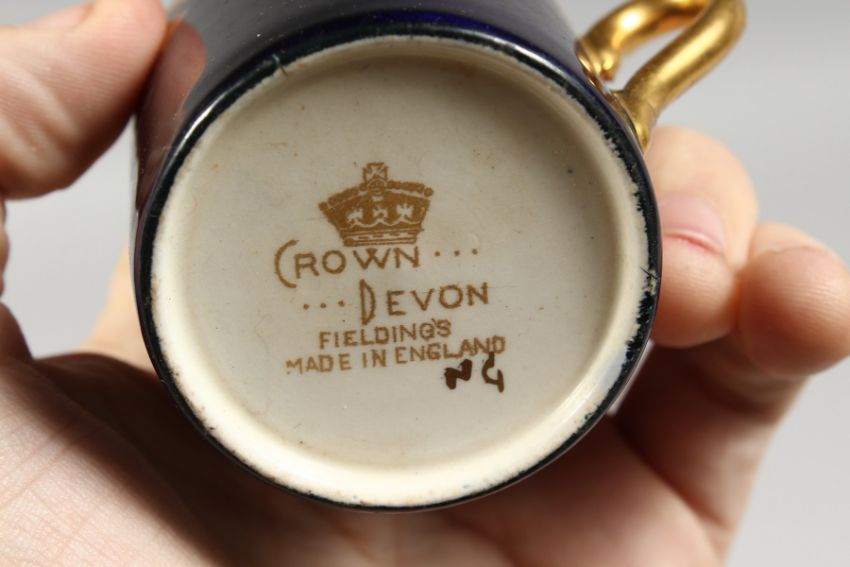 CROWN ...
... DEVON
FIELDING'S
MADE IN ENGLAND